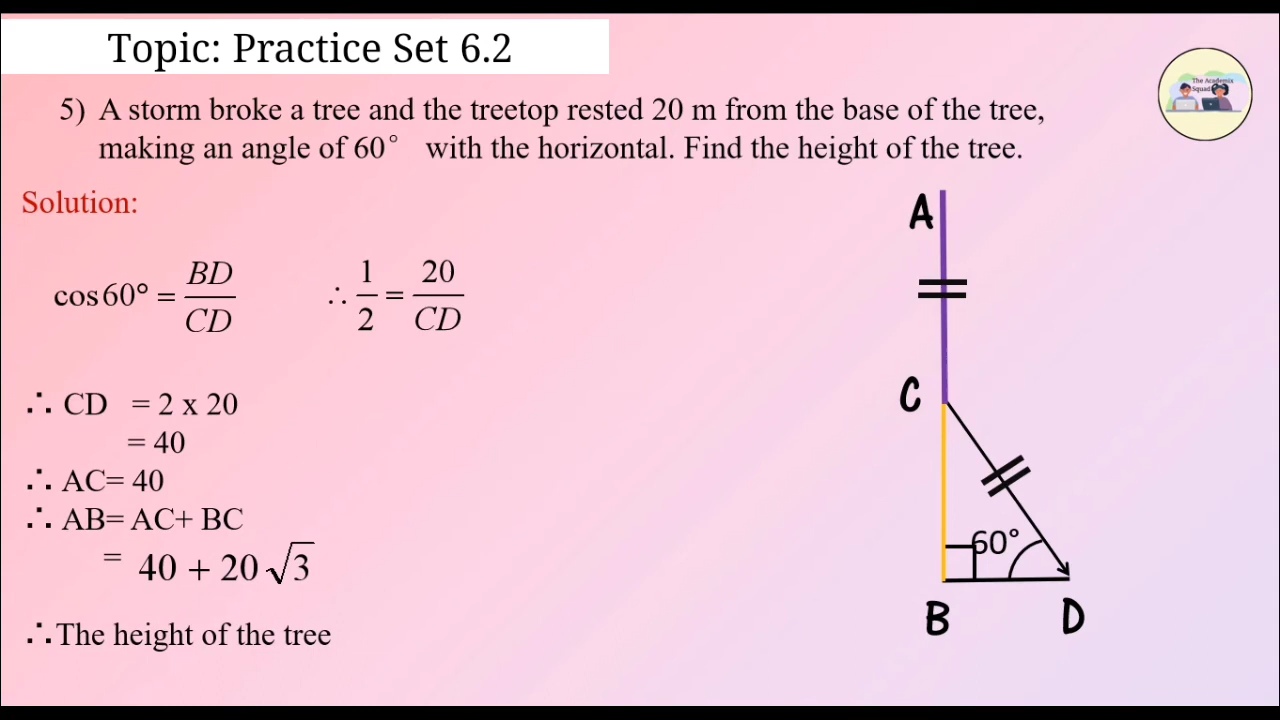 Topic: Practice Set 6.2
The Academix
Squad
5) A storm broke a tree and the treetop rested 20 m from the base of the tree,
making an angle of 60° with the horizontal. Find the height of the tree.
Solution:
cos 60° = BD/CD ∴ 1/2 = 20/CD
∴ CD = 2 x 20
= 40
∴ AC= 40
∴ AB= AC+ BC
= 40 + 20√3
∴The height of the tree
A
C
60°
B D